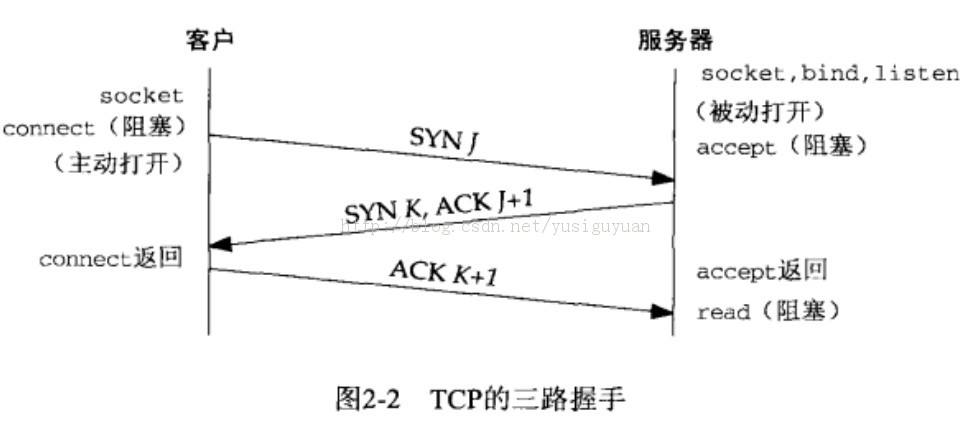 客户
服务器
socket
connect（阻塞）
（主动打开）
socket,bind,listen
（被动打开）
accept（阻塞）
SYN J
SYN K, ACK J+1
http://blog.csdn.net/yusiguyuan
connect返回
ACK K+1
accept返回
read（阻塞）
图2-2 TCP的三路握手